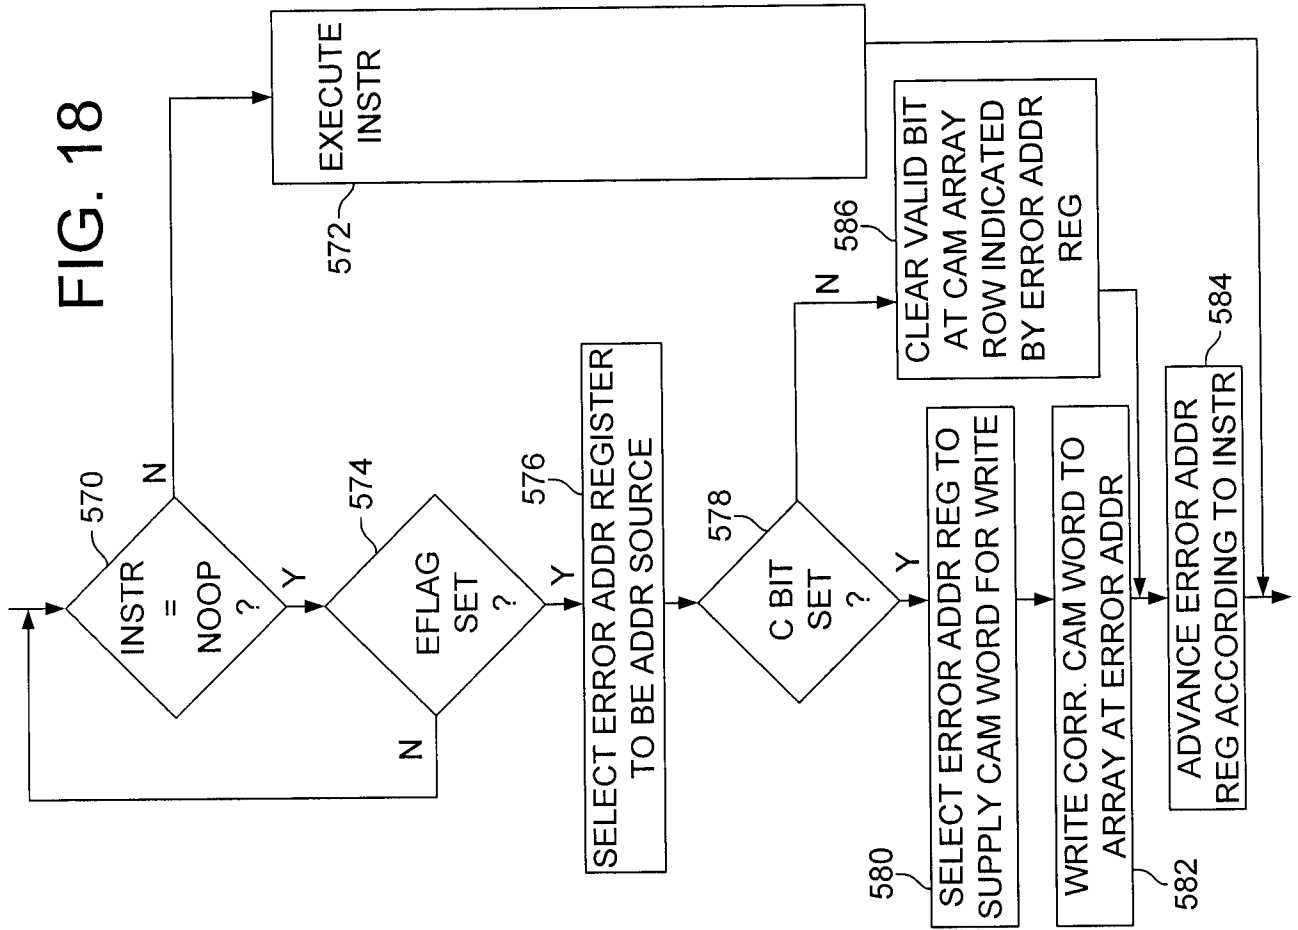 FIG. 18
570
INSTR
=
NOOP
?
N
Y
572
EXECUTE
INSTR
574
EFLAG
SET
?
N
Y
576
SELECT ERROR ADDR REGISTER
TO BE ADDR SOURCE
578
C BIT
SET
?
N
Y
586
CLEAR VALID BIT
AT CAM ARRAY
ROW INDICATED
BY ERROR ADDR
REG
580
SELECT ERROR ADDR REG TO
SUPPLY CAM WORD FOR WRITE
582
WRITE CORR. CAM WORD TO
ARRAY AT ERROR ADDR
584
ADVANCE ERROR ADDR
REG ACCORDING TO INSTR